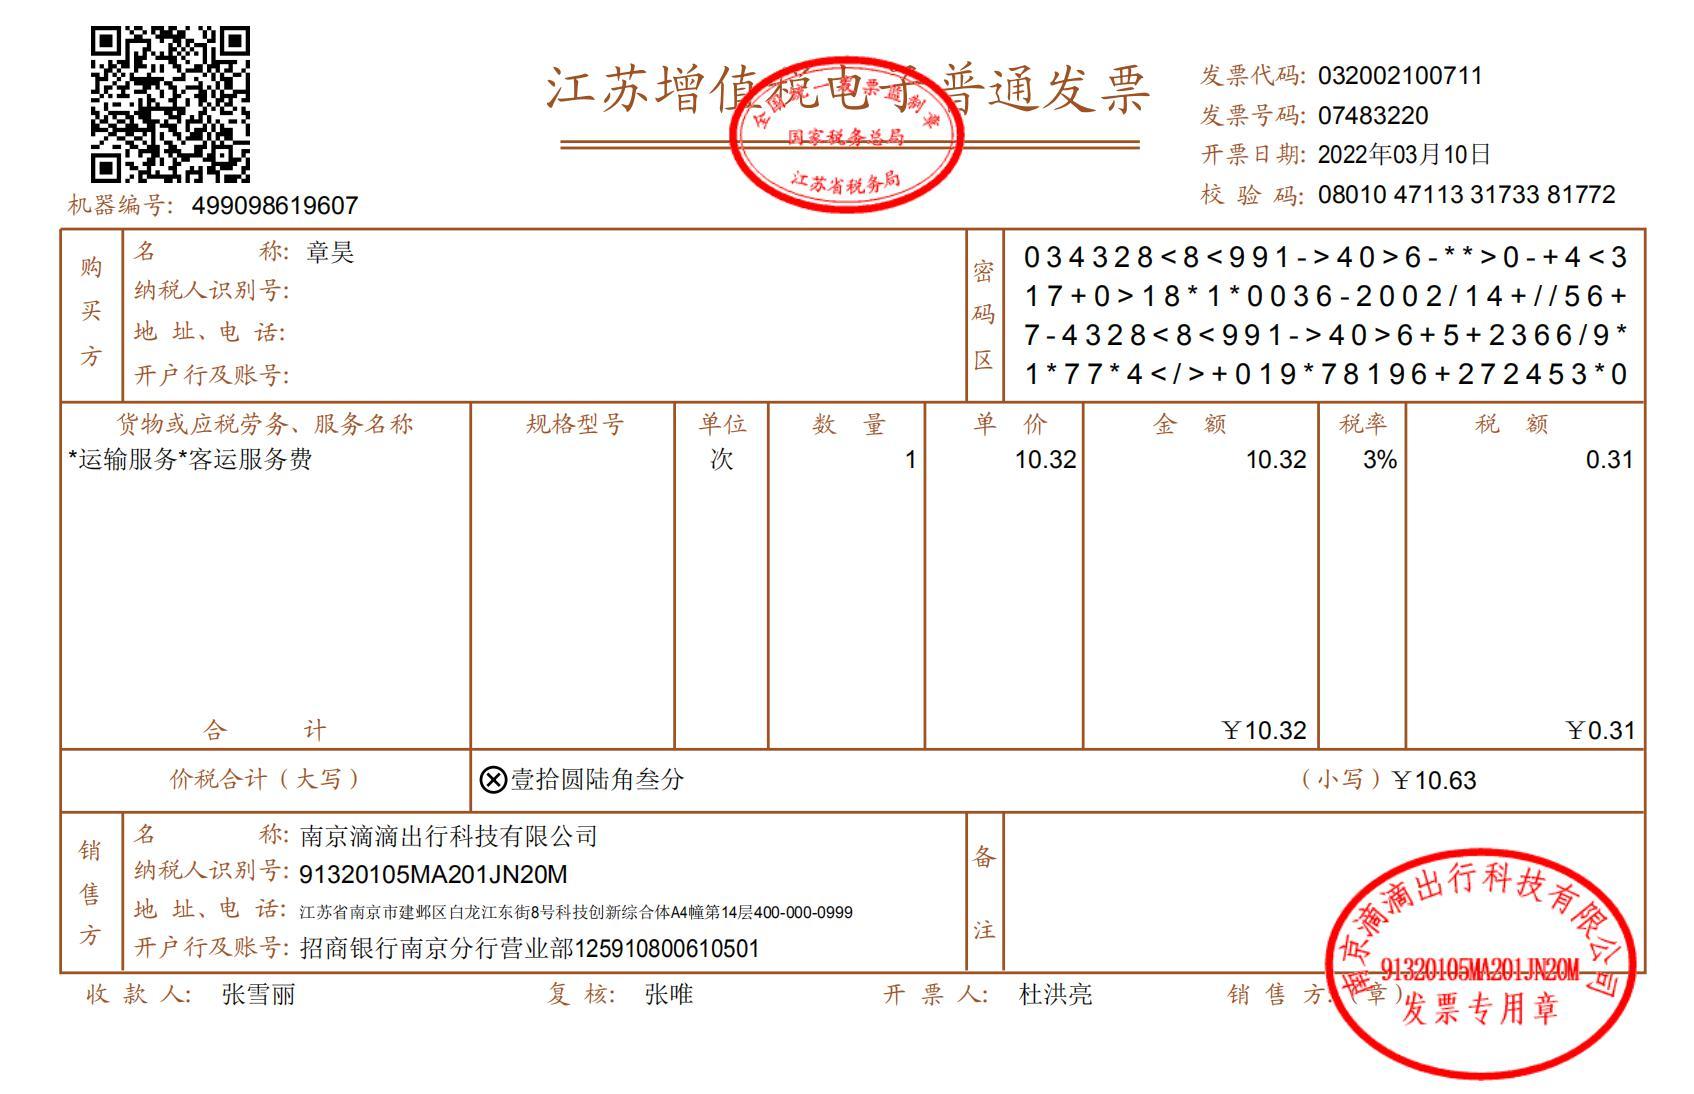 江苏增值税电子普通发票
全国统一发票监制章
国家税务总局
江苏省税务局
发票代码: 032002100711
发票号码: 07483220
开票日期: 2022年03月10日
校 验 码: 08010 47113 31733 81772
机器编号: 499098619607
购买方
名 称: 章昊
纳税人识别号:
地 址、电 话:
开户行及账号:
密码区
034328<8<991->40>6-**>0-+4<3
17+0>18*1*0036-2002/14+//56+
7-4328<8<991->40>6+5+2366/9*
1*77*4</>+019*78196+272453*0
货物或应税劳务、服务名称 规格型号 单位 数 量 单 价 金 额 税率 税 额
*运输服务*客运服务费 次 1 10.32 10.32 3% 0.31
合 计 ￥10.32 ￥0.31
价税合计（大写） ⊗壹拾圆陆角叁分 （小写）￥10.63
销售方
名 称: 南京滴滴出行科技有限公司
纳税人识别号: 91320105MA201JN20M
地 址、电 话: 江苏省南京市建邺区白龙江东街8号科技创新综合体A4幢第14层400-000-0999
开户行及账号: 招商银行南京分行营业部125910800610501
备注
收 款 人: 张雪丽 复 核: 张唯 开 票 人: 杜洪亮 销 售 方:（章）
南京滴滴出行科技有限公司
91320105MA201JN20M
发票专用章